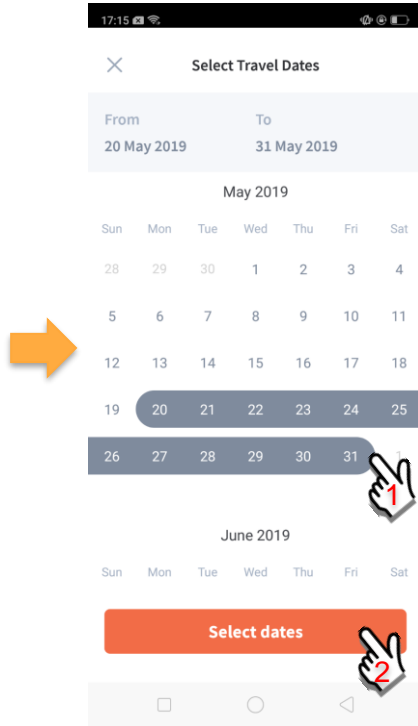 17:15
Select Travel Dates
From To
20 May 2019 31 May 2019
May 2019
Sun Mon Tue Wed Thu Fri Sat
28 29 30 1 2 3 4
5 6 7 8 9 10 11
12 13 14 15 16 17 18
19 20 21 22 23 24 25
26 27 28 29 30 31 1
1
June 2019
Sun Mon Tue Wed Thu Fri Sat
Select dates
2